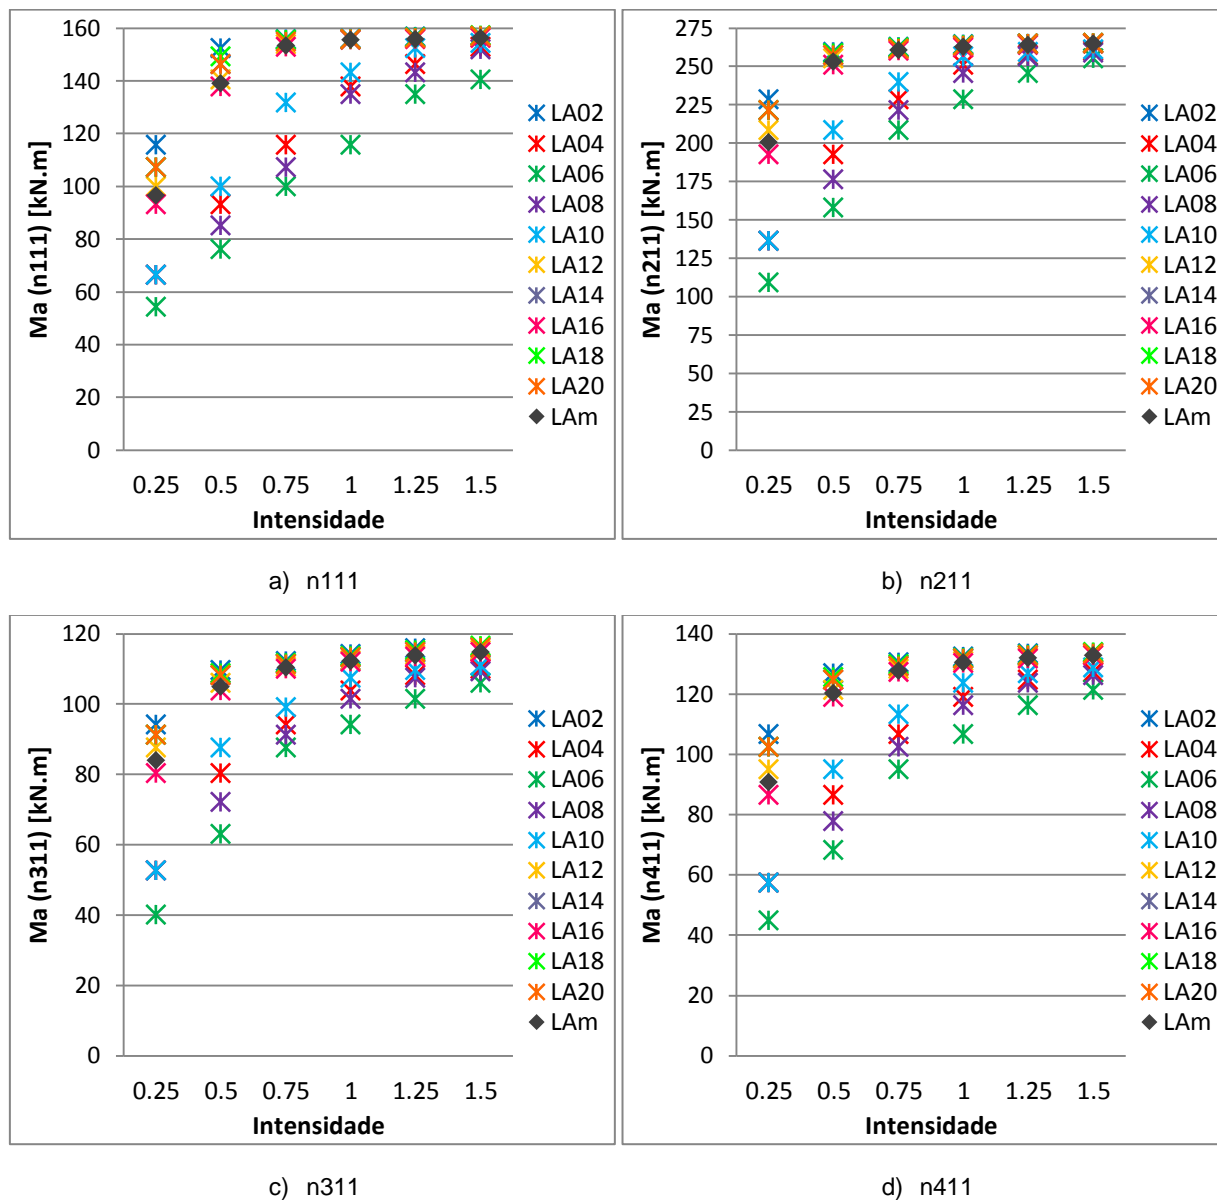 160
140
120
100
80
60
40
20
0
Ma (n111) [kN.m]
0.25 0.5 0.75 1 1.25 1.5
Intensidade
LA02
LA04
LA06
LA08
LA10
LA12
LA14
LA16
LA18
LA20
LAm
a) n111
275
250
225
200
175
150
125
100
75
50
25
0
Ma (n211) [kN.m]
0.25 0.5 0.75 1 1.25 1.5
Intensidade
LA02
LA04
LA06
LA08
LA10
LA12
LA14
LA16
LA18
LA20
LAm
b) n211
120
100
80
60
40
20
0
Ma (n311) [kN.m]
0.25 0.5 0.75 1 1.25 1.5
Intensidade
LA02
LA04
LA06
LA08
LA10
LA12
LA14
LA16
LA18
LA20
LAm
c) n311
140
120
100
80
60
40
20
0
Ma (n411) [kN.m]
0.25 0.5 0.75 1 1.25 1.5
Intensidade
LA02
LA04
LA06
LA08
LA10
LA12
LA14
LA16
LA18
LA20
LAm
d) n411